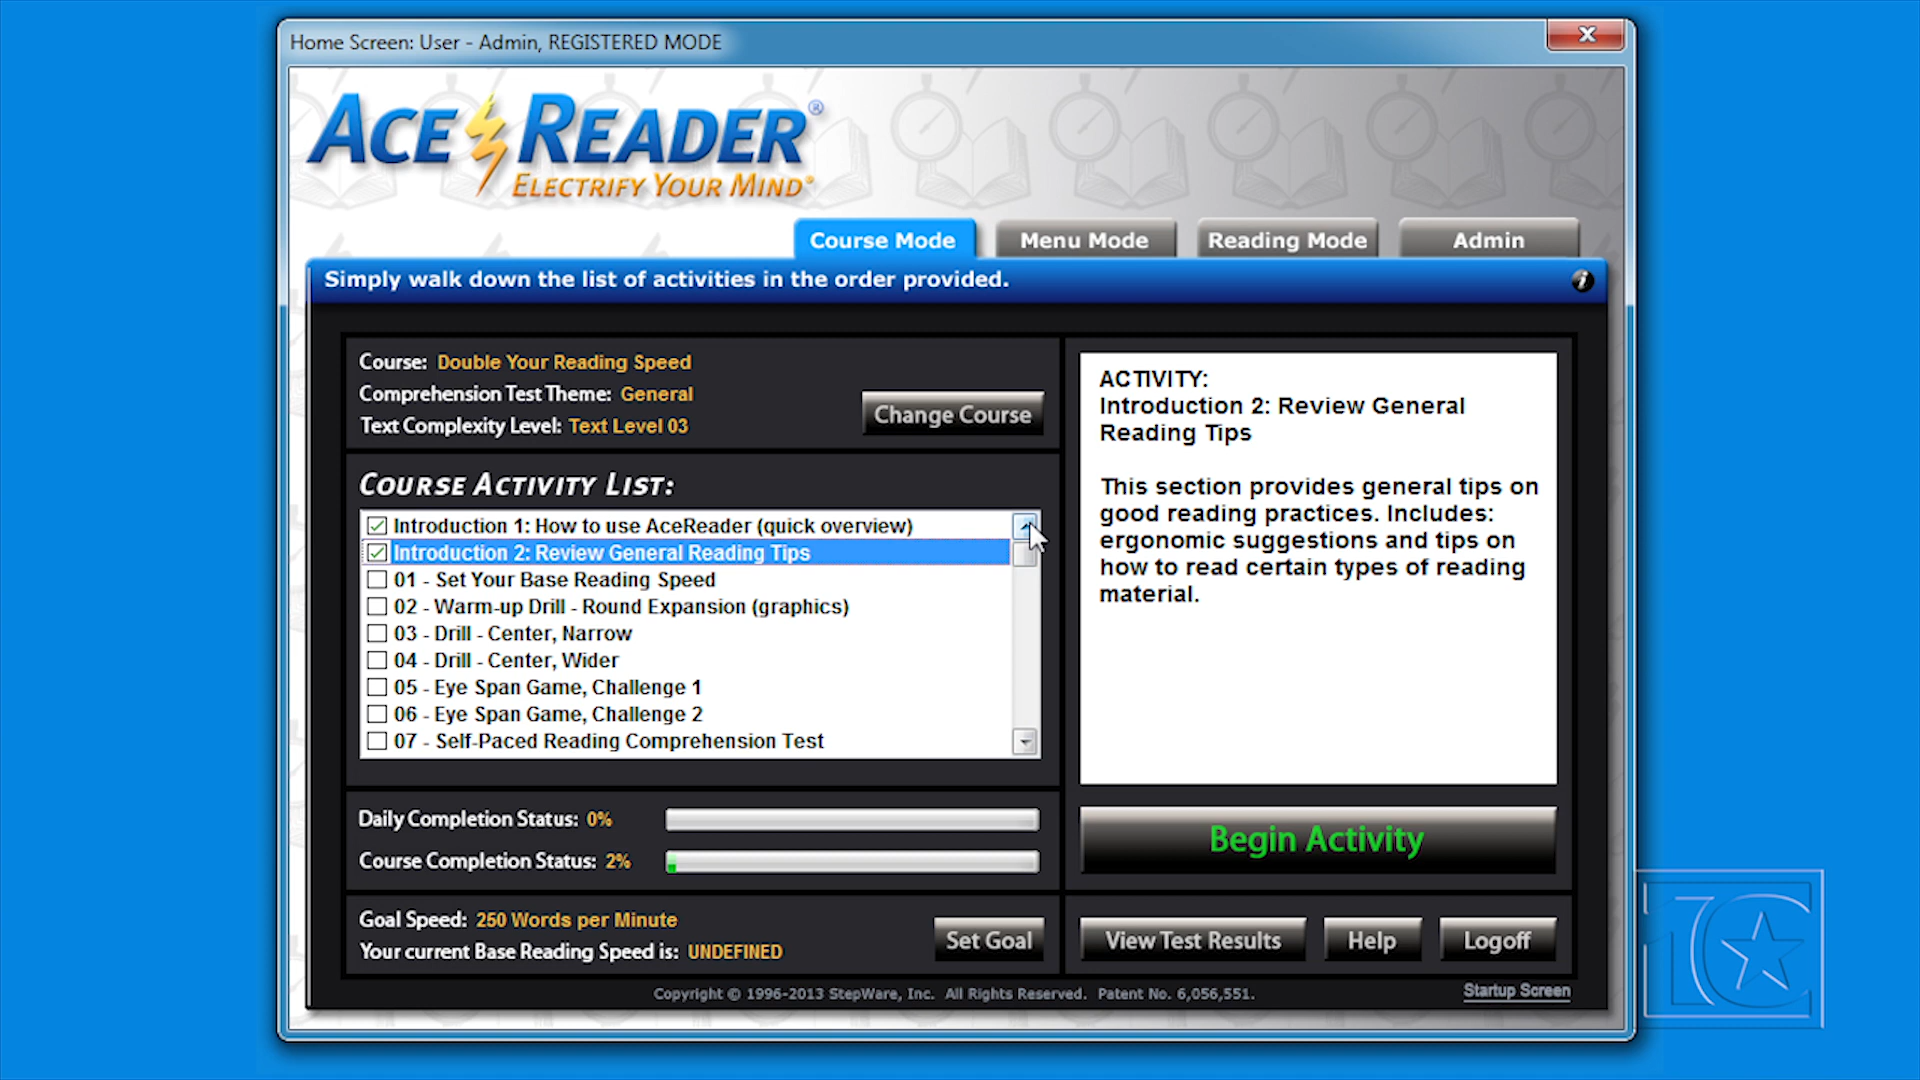 Home Screen: User - Admin, REGISTERED MODE
ACE READER®
ELECTRIFY YOUR MIND®
Course Mode
Menu Mode
Reading Mode
Admin
Simply walk down the list of activities in the order provided.
i
Course: Double Your Reading Speed
Comprehension Test Theme: General
Text Complexity Level: Text Level 03
Change Course
COURSE ACTIVITY LIST:
Introduction 1: How to use AceReader (quick overview)
Introduction 2: Review General Reading Tips
01 - Set Your Base Reading Speed
02 - Warm-up Drill - Round Expansion (graphics)
03 - Drill - Center, Narrow
04 - Drill - Center, Wider
05 - Eye Span Game, Challenge 1
06 - Eye Span Game, Challenge 2
07 - Self-Paced Reading Comprehension Test
ACTIVITY:
Introduction 2: Review General
Reading Tips
This section provides general tips on
good reading practices. Includes:
ergonomic suggestions and tips on
how to read certain types of reading
material.
Daily Completion Status: 0%
Course Completion Status: 2%
Begin Activity
Goal Speed: 250 Words per Minute
Your current Base Reading Speed is: UNDEFINED
Set Goal
View Test Results
Help
Logoff
Copyright © 1996-2013 StepWare, Inc. All Rights Reserved. Patent No. 6,056,551.
Startup Screen